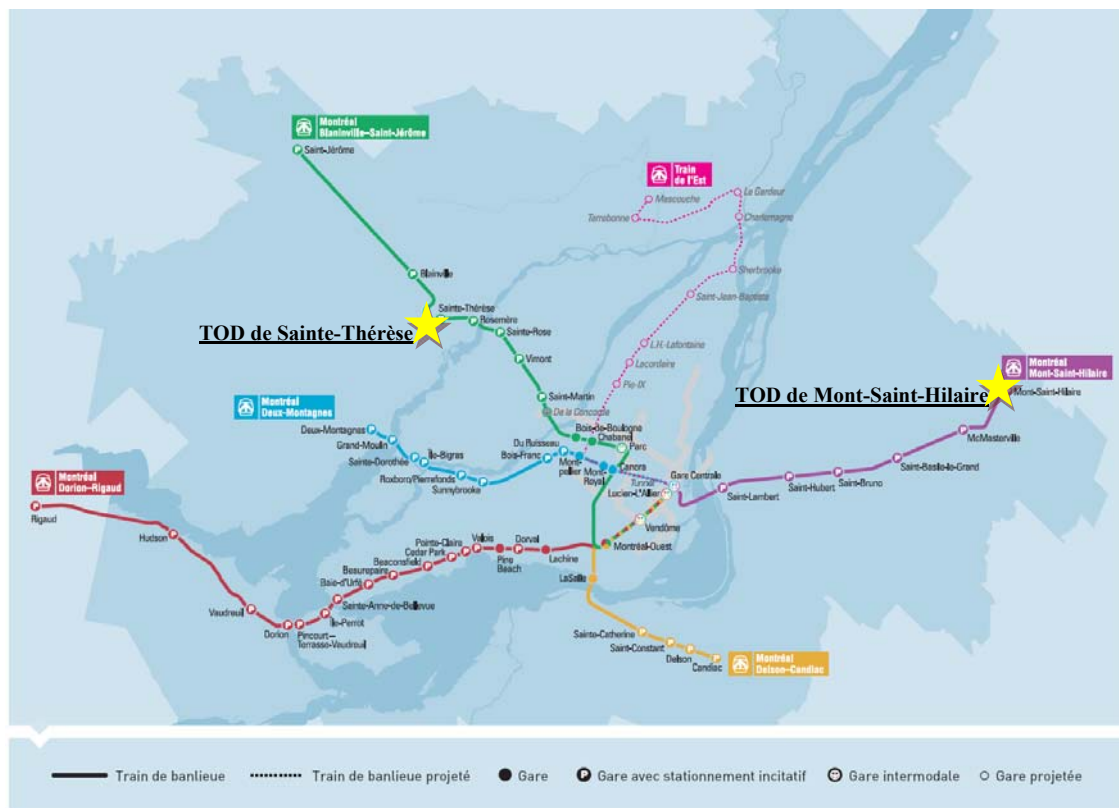 Montréal
Blainville–Saint-Jérôme
Saint-Jérôme
Train
de l'Est
Mascouche
Le Gardeur
Terrebonne
Charlemagne
Blainville
Sherbrooke
Saint-Jean-Baptiste
Sainte-Thérèse
Rosemère
TOD de Sainte-Thérèse
Sainte-Rose
L.H.-Lafontaine
Vimont
Lacordaire
Pie-IX
Montréal
Mont-Saint-Hilaire
TOD de Mont-Saint-Hilaire
Mont-Saint-Hilaire
Saint-Martin
De la Concorde
Montréal
Deux-Montagnes
Deux-Montagnes
Grand-Moulin
Sainte-Dorothée
Île-Bigras
Roxboro/Pierrefonds
Sunnybrooke
Bois-Franc
Du Ruisseau
Bois-de-Boulogne
Chabanel
Parc
Mont-
pellier
Mont-
Royal
Canora
Tunnel
Gare Centrale
Lucien-L'Allier
Vendôme
McMasterville
Saint-Basile-le-Grand
Saint-Bruno
Saint-Hubert
Saint-Lambert
Montréal
Dorion–Rigaud
Rigaud
Hudson
Vaudreuil
Dorion
Pincourt–
Terrasse-Vaudreuil
Île-Perrot
Sainte-Anne-de-Bellevue
Baie-d'Urfé
Beaurepaire
Beaconsfield
Cedar Park
Pointe-Claire
Valois
Pine
Beach
Dorval
Lachine
Montréal-Ouest
LaSalle
Sainte-Catherine
Saint-Constant
Delson
Candiac
Montréal
Delson–Candiac
Train de banlieue
Train de banlieue projeté
Gare
P Gare avec stationnement incitatif
Gare intermodale
Gare projetée